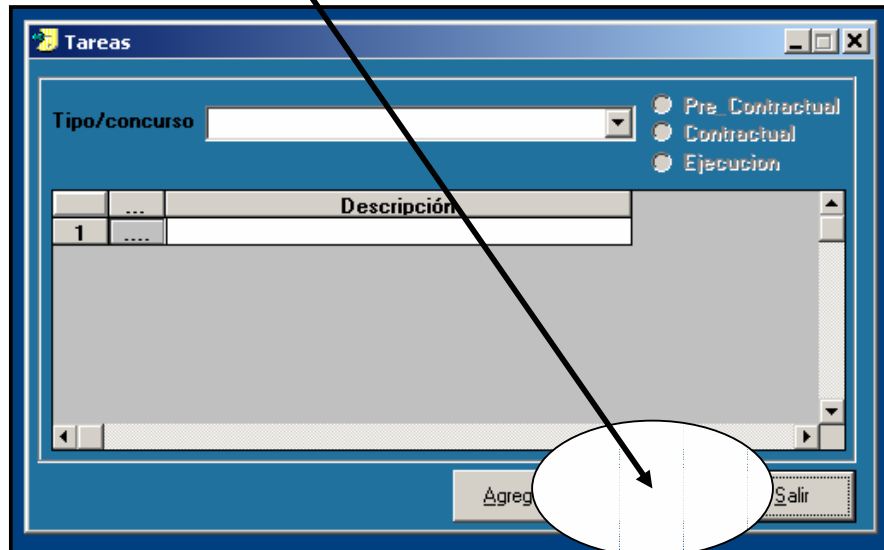 Tareas
Tipo/concurso
Pre_Contractual
Contractual
Ejecucion
... Descripción
1 ....
Agreg
Salir